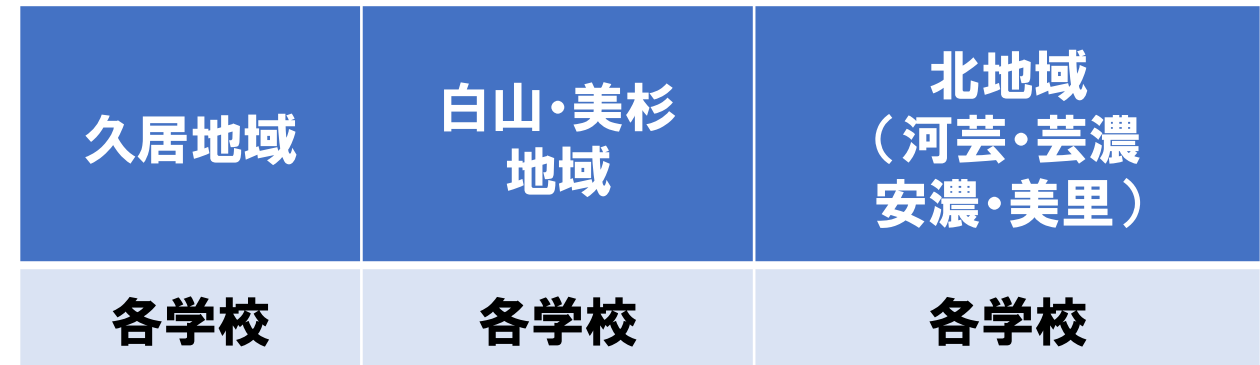 久居地域
白山・美杉
地域
北地域
（河芸・芸濃
安濃・美里）
各学校
各学校
各学校